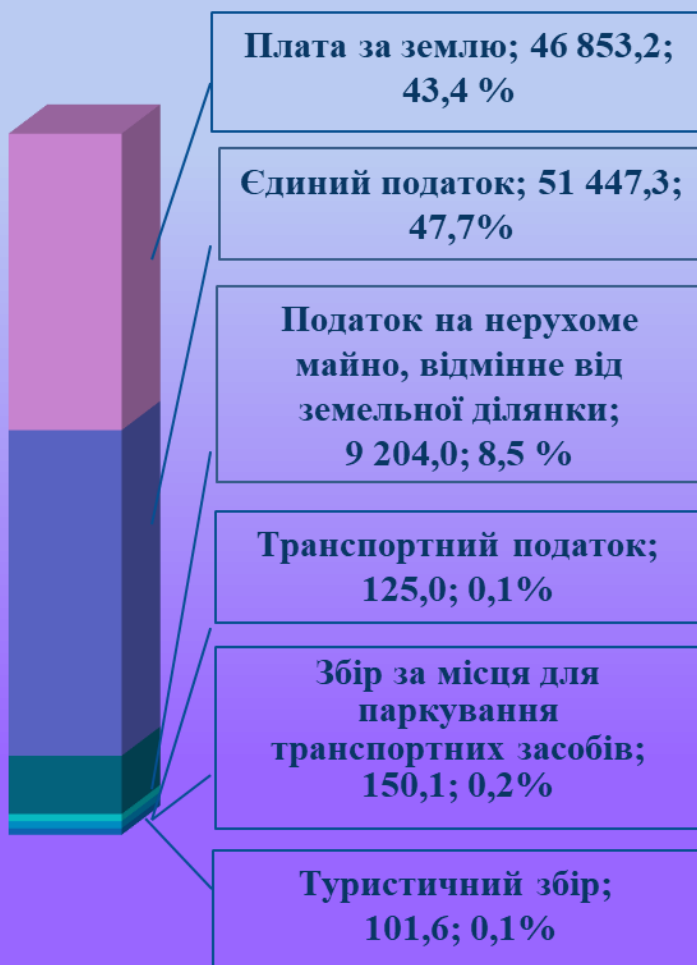 Плата за землю; 46 853,2;
43,4 %
Єдиний податок; 51 447,3;
47,7%
Податок на нерухоме
майно, відмінне від
земельної ділянки;
9 204,0; 8,5 %
Транспортний податок;
125,0; 0,1%
Збір за місця для
паркування
транспортних засобів;
150,1; 0,2%
Туристичний збір;
101,6; 0,1%